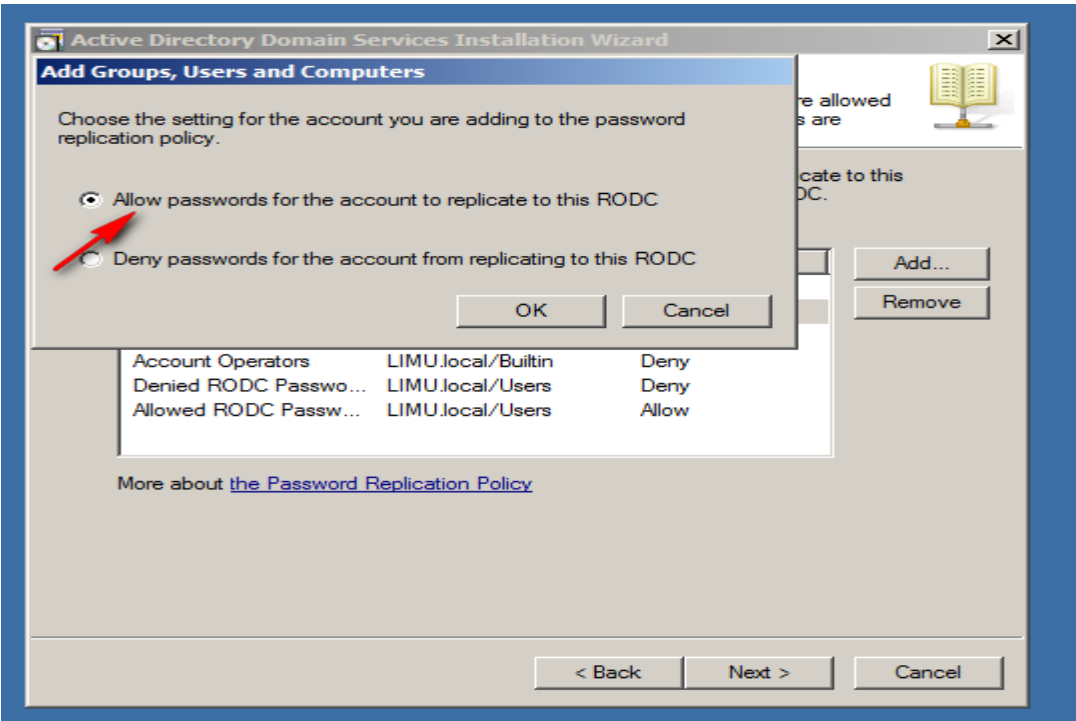 Active Directory Domain Services Installation Wizard
Add Groups, Users and Computers
re allowed
s are
Choose the setting for the account you are adding to the password
replication policy.
cate to this
DC.
Allow passwords for the account to replicate to this RODC
Deny passwords for the account from replicating to this RODC
Add...
OK
Cancel
Remove
Account Operators LIMU.local/Builtin Deny
Denied RODC Passwo... LIMU.local/Users Deny
Allowed RODC Passw... LIMU.local/Users Allow
More about the Password Replication Policy
< Back
Next >
Cancel